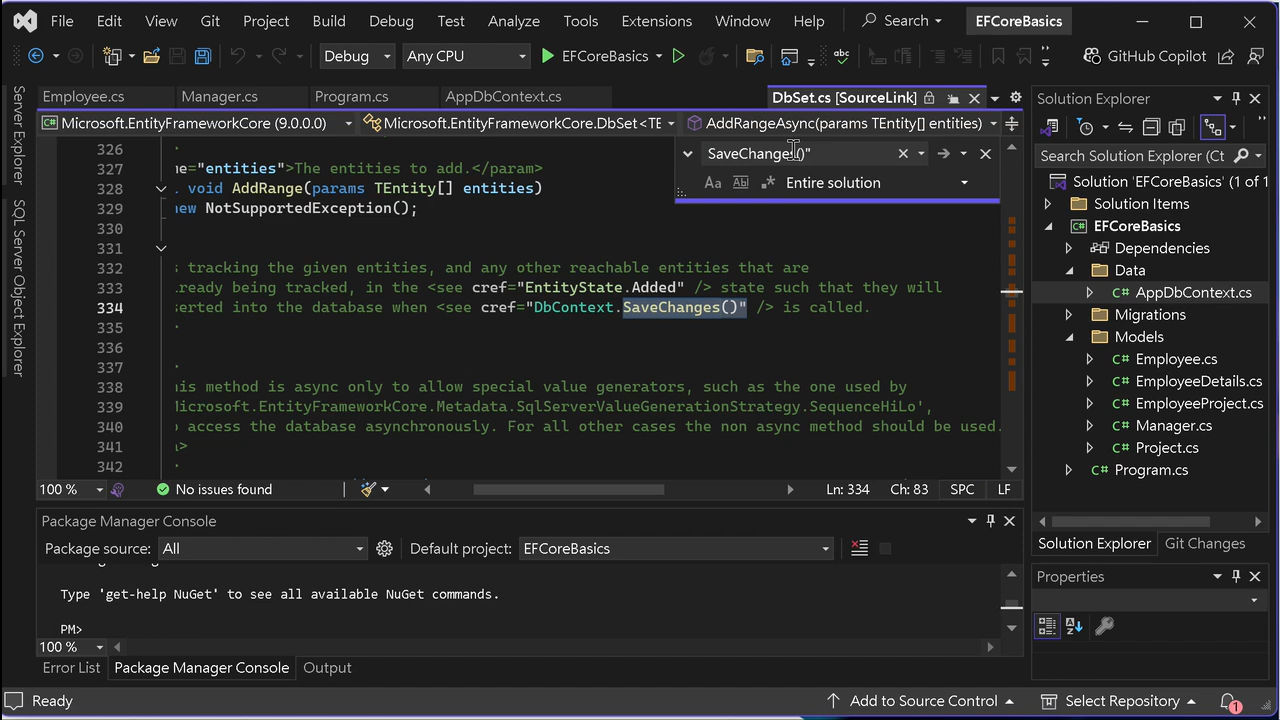 File Edit View Git Project Build Debug Test Analyze Tools Extensions Window Help Search EFCoreBasics
Debug Any CPU EFCoreBasics GitHub Copilot
Server Explorer
SQL Server Object Explorer
Employee.cs Manager.cs Program.cs AppDbContext.cs DbSet.cs [SourceLink]
Microsoft.EntityFrameworkCore (9.0.0.0) Microsoft.EntityFrameworkCore.DbSet<TE AddRangeAsync(params TEntity[] entities)
SaveChanges()"
Entire solution
326
327 ne="entities">The entities to add.</param>
328 . void AddRange(params TEntity[] entities)
329 new NotSupportedException();
330
331
332 s tracking the given entities, and any other reachable entities that are
333 lready being tracked, in the <see cref="EntityState.Added" /> state such that they will
334 serted into the database when <see cref="DbContext.SaveChanges()" /> is called.
335
336
337
338 his method is async only to allow special value generators, such as the one used by
339 Microsoft.EntityFrameworkCore.Metadata.SqlServerValueGenerationStrategy.SequenceHiLo',
340 o access the database asynchronously. For all other cases the non async method should be used.
341 a>
342
100 % No issues found Ln: 334 Ch: 83 SPC LF
Package Manager Console
Package source: All Default project: EFCoreBasics
Type 'get-help NuGet' to see all available NuGet commands.
PM>
100 %
Error List Package Manager Console Output
Solution Explorer
Search Solution Explorer (Ct
Solution 'EFCoreBasics' (1 of 1
Solution Items
EFCoreBasics
Dependencies
Data
C# AppDbContext.cs
Migrations
Models
C# Employee.cs
C# EmployeeDetails.cs
C# EmployeeProject.cs
C# Manager.cs
C# Project.cs
C# Program.cs
Solution Explorer Git Changes
Properties
Ready Add to Source Control Select Repository 1